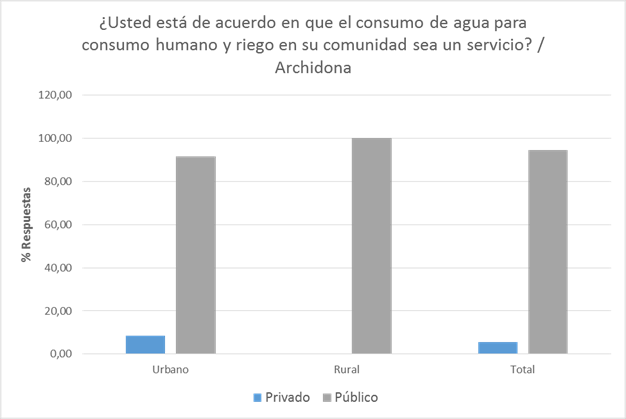 ¿Usted está de acuerdo en que el consumo de agua para
consumo humano y riego en su comunidad sea un servicio? /
Archidona
120,00
100,00
80,00
60,00
40,00
20,00
0,00
% Respuestas
Urbano Rural Total
Privado Público